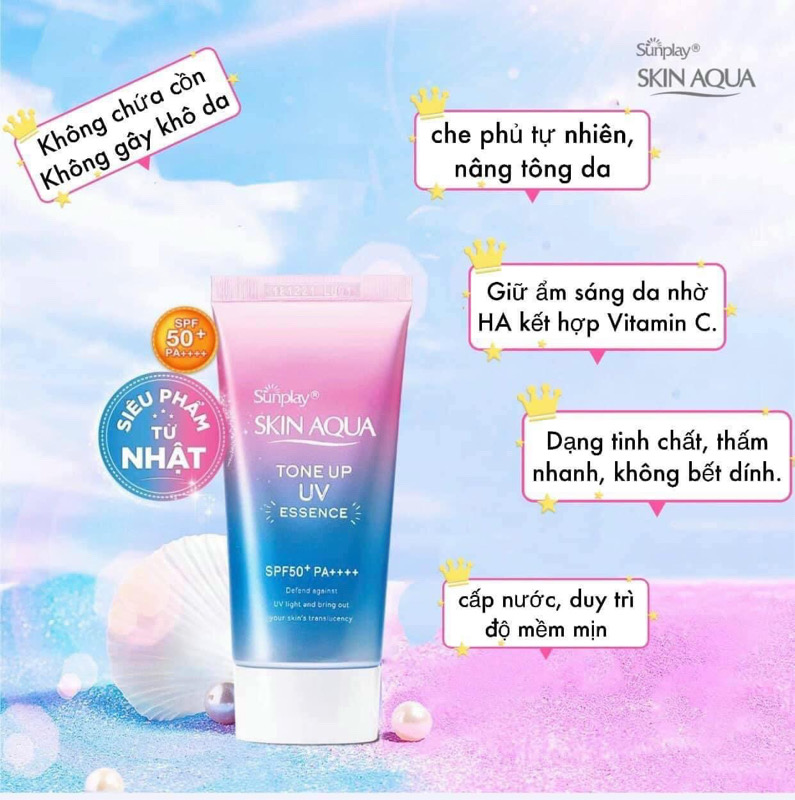 Sunplay®
SKIN AQUA
Không chứa cồn
Không gây khô da
che phủ tự nhiên,
nâng tông da
Giữ ẩm sáng da nhờ
HA kết hợp Vitamin C.
Dạng tinh chất, thấm
nhanh, không bết dính.
cấp nước, duy trì
độ mềm mịn
SPF
50+
PA++++
SIÊU PHẨM
TỪ
NHẬT
Sunplay®
SKIN AQUA
TONE UP
UV
ESSENCE
SPF50+ PA++++
Defend against
UV light and bring out
your skin's translucency